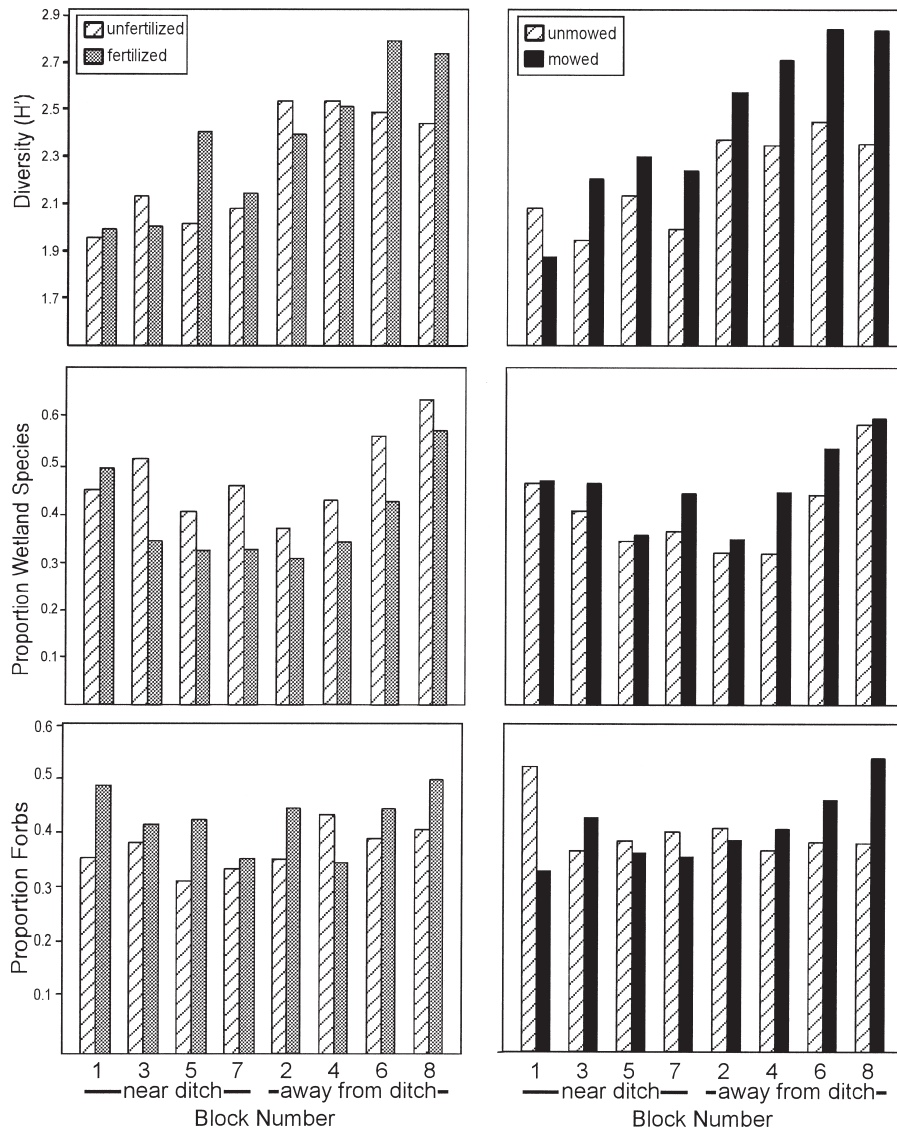 2.9
2.7
2.5
2.3
2.1
1.9
1.7
Diversity (H')
unfertilized
fertilized
unmowed
mowed
0.6
0.5
0.4
0.3
0.2
0.1
Proportion Wetland Species
0.6
0.5
0.4
0.3
0.2
0.1
Proportion Forbs
1 3 5 7 2 4 6 8
near ditch away from ditch
Block Number
1 3 5 7 2 4 6 8
near ditch away from ditch
Block Number